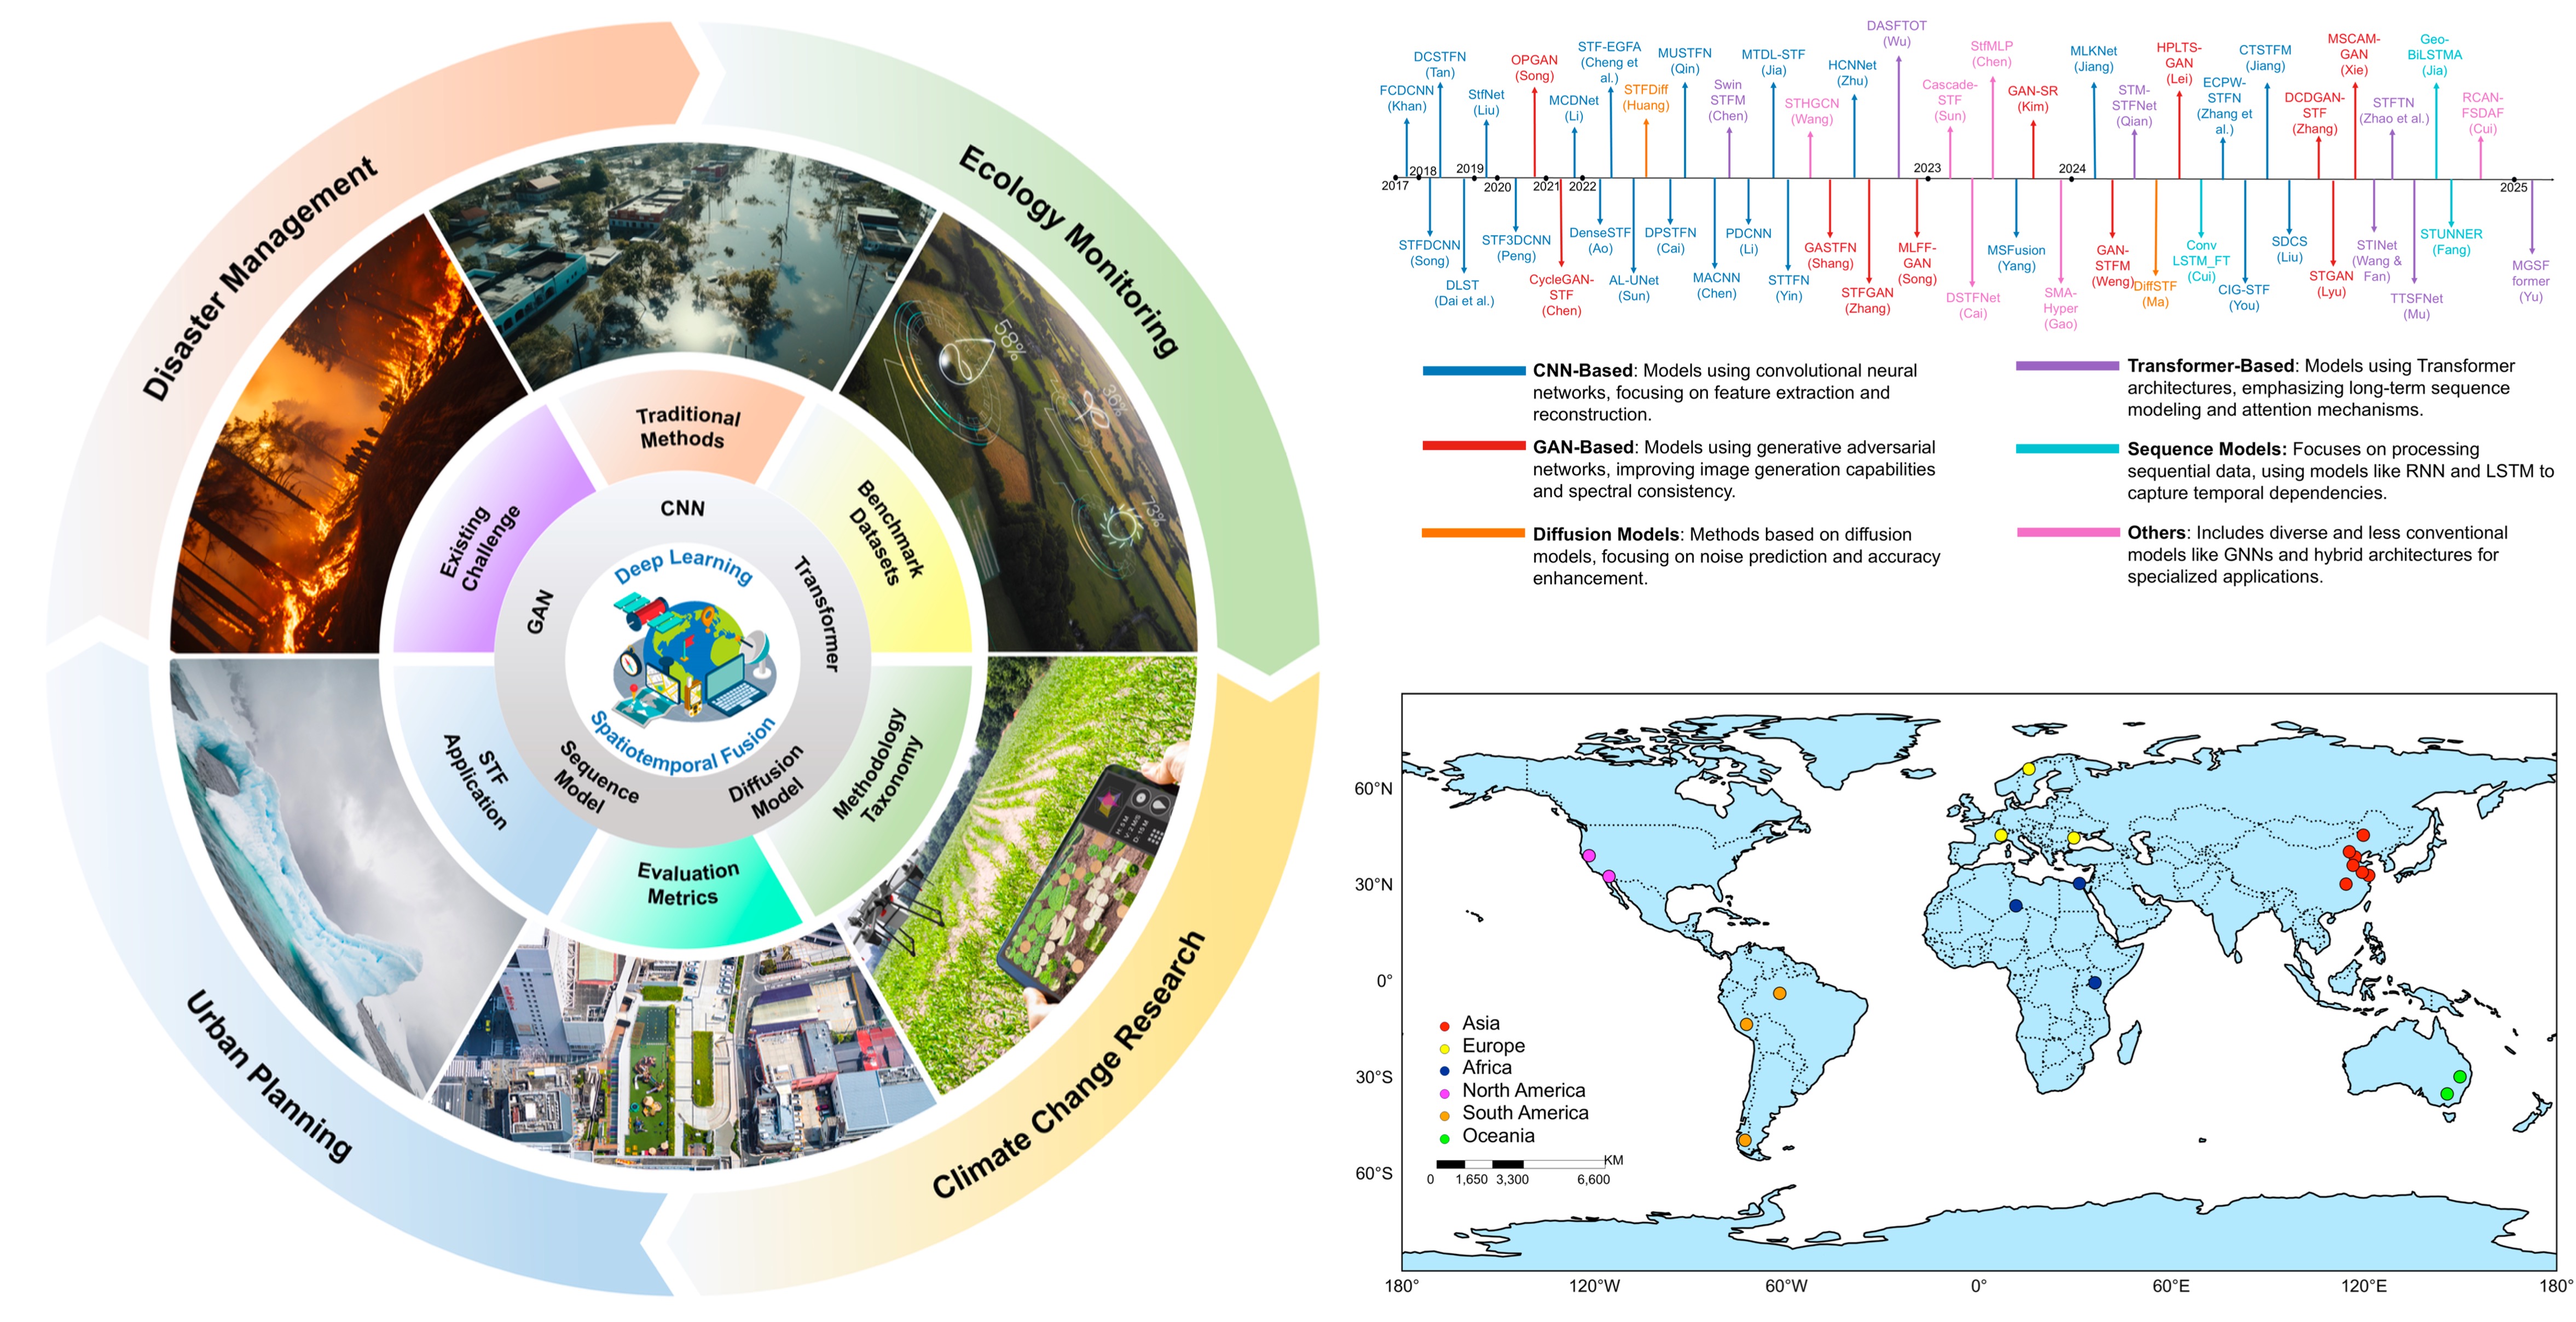 Disaster Management
Ecology Monitoring
Climate Change Research
Urban Planning
58%
36%
73%
Traditional
Methods
Benchmark
Datasets
Methodology
Taxonomy
Evaluation
Metrics
STF
Application
Existing
Challenge
CNN
Transformer
Diffusion
Model
Sequence
Model
GAN
Deep Learning
Spatiotemporal Fusion
FCDCNN
(Khan)
DCSTFN
(Tan)
StfNet
(Liu)
OPGAN
(Song)
MCDNet
(Li)
STF-EGFA
(Cheng et
al.)
STFDiff
(Huang)
MUSTFN
(Qin)
Swin
STFM
(Chen)
MTDL-STF
(Jia)
STHGCN
(Wang)
HCNNet
(Zhu)
DASFTOT
(Wu)
Cascade-
STF
(Sun)
StfMLP
(Chen)
GAN-SR
(Kim)
MLKNet
(Jiang)
STM-
STFNet
(Qian)
HPLTS-
GAN
(Lei)
ECPW-
STFN
(Zhang et
al.)
CTSTFM
(Jiang)
DCDGAN-
STF
(Zhang)
MSCAM-
GAN
(Xie)
STFTN
(Zhao et al.)
Geo-
BiLSTMA
(Jia)
RCAN-
FSDAF
(Cui)
2017
2018
2019
2020
2021
2022
2023
2024
2025
STFDCNN
(Song)
DLST
(Dai et al.)
STF3DCNN
(Peng)
CycleGAN-
STF
(Chen)
DenseSTF
(Ao)
AL-UNet
(Sun)
DPSTFN
(Cai)
MACNN
(Chen)
PDCNN
(Li)
STTFN
(Yin)
GASTFN
(Shang)
STFGAN
(Zhang)
MLFF-
GAN
(Song)
DSTFNet
(Cai)
MSFusion
(Yang)
SMA-
Hyper
(Gao)
GAN-
STFM
(Weng)
DiffSTF
(Ma)
Conv
LSTM_FT
(Cui)
CIG-STF
(You)
SDCS
(Liu)
STGAN
(Lyu)
STINet
(Wang &
Fan)
TTSFNet
(Mu)
STUNNER
(Fang)
MGSF
former
(Yu)
CNN-Based: Models using convolutional neural
networks, focusing on feature extraction and
reconstruction.
GAN-Based: Models using generative adversarial
networks, improving image generation capabilities
and spectral consistency.
Diffusion Models: Methods based on diffusion
models, focusing on noise prediction and accuracy
enhancement.
Transformer-Based: Models using Transformer
architectures, emphasizing long-term sequence
modeling and attention mechanisms.
Sequence Models: Focuses on processing
sequential data, using models like RNN and LSTM to
capture temporal dependencies.
Others: Includes diverse and less conventional
models like GNNs and hybrid architectures for
specialized applications.
60°N
30°N
0°
30°S
60°S
Asia
Europe
Africa
North America
South America
Oceania
KM
0 1,650 3,300 6,600
180° 120°W 60°W 0° 60°E 120°E 180°